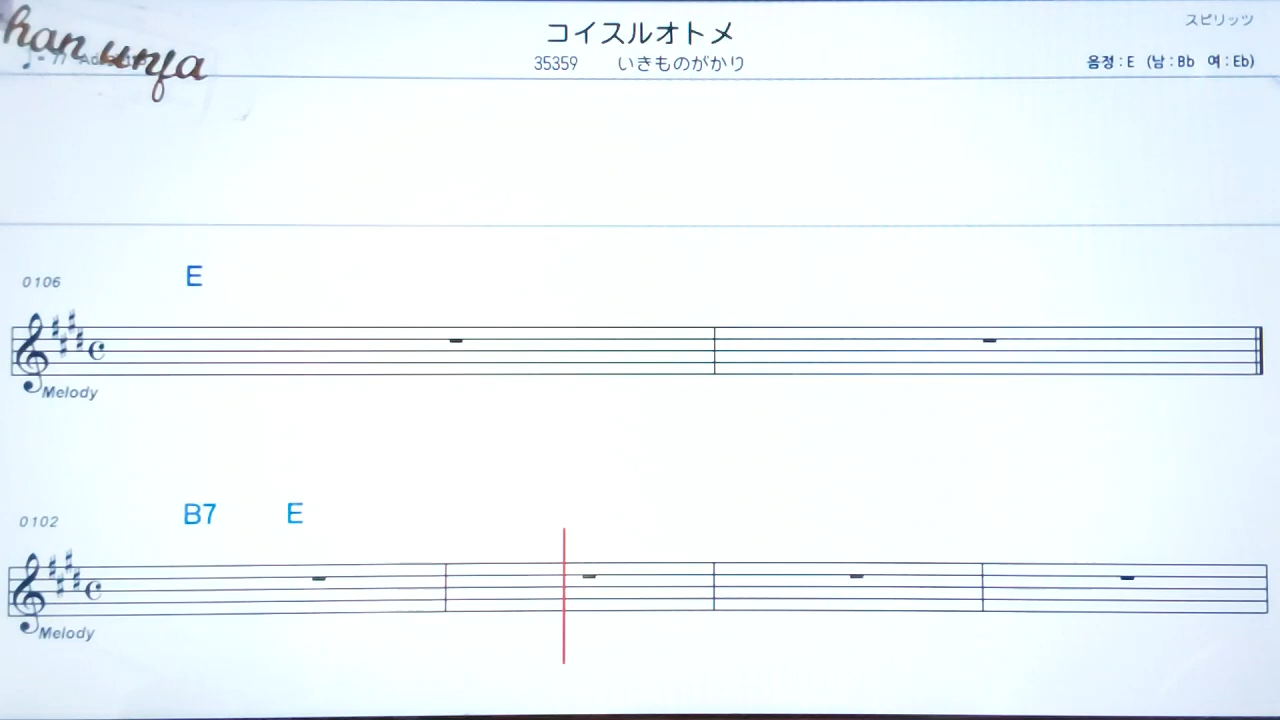 han unfa
コイスルオトメ
スピリッツ
35359 いきものがかり
음정 : E (남 : Bb 여 : Eb)
0106 E
Melody
0102 B7 E
Melody